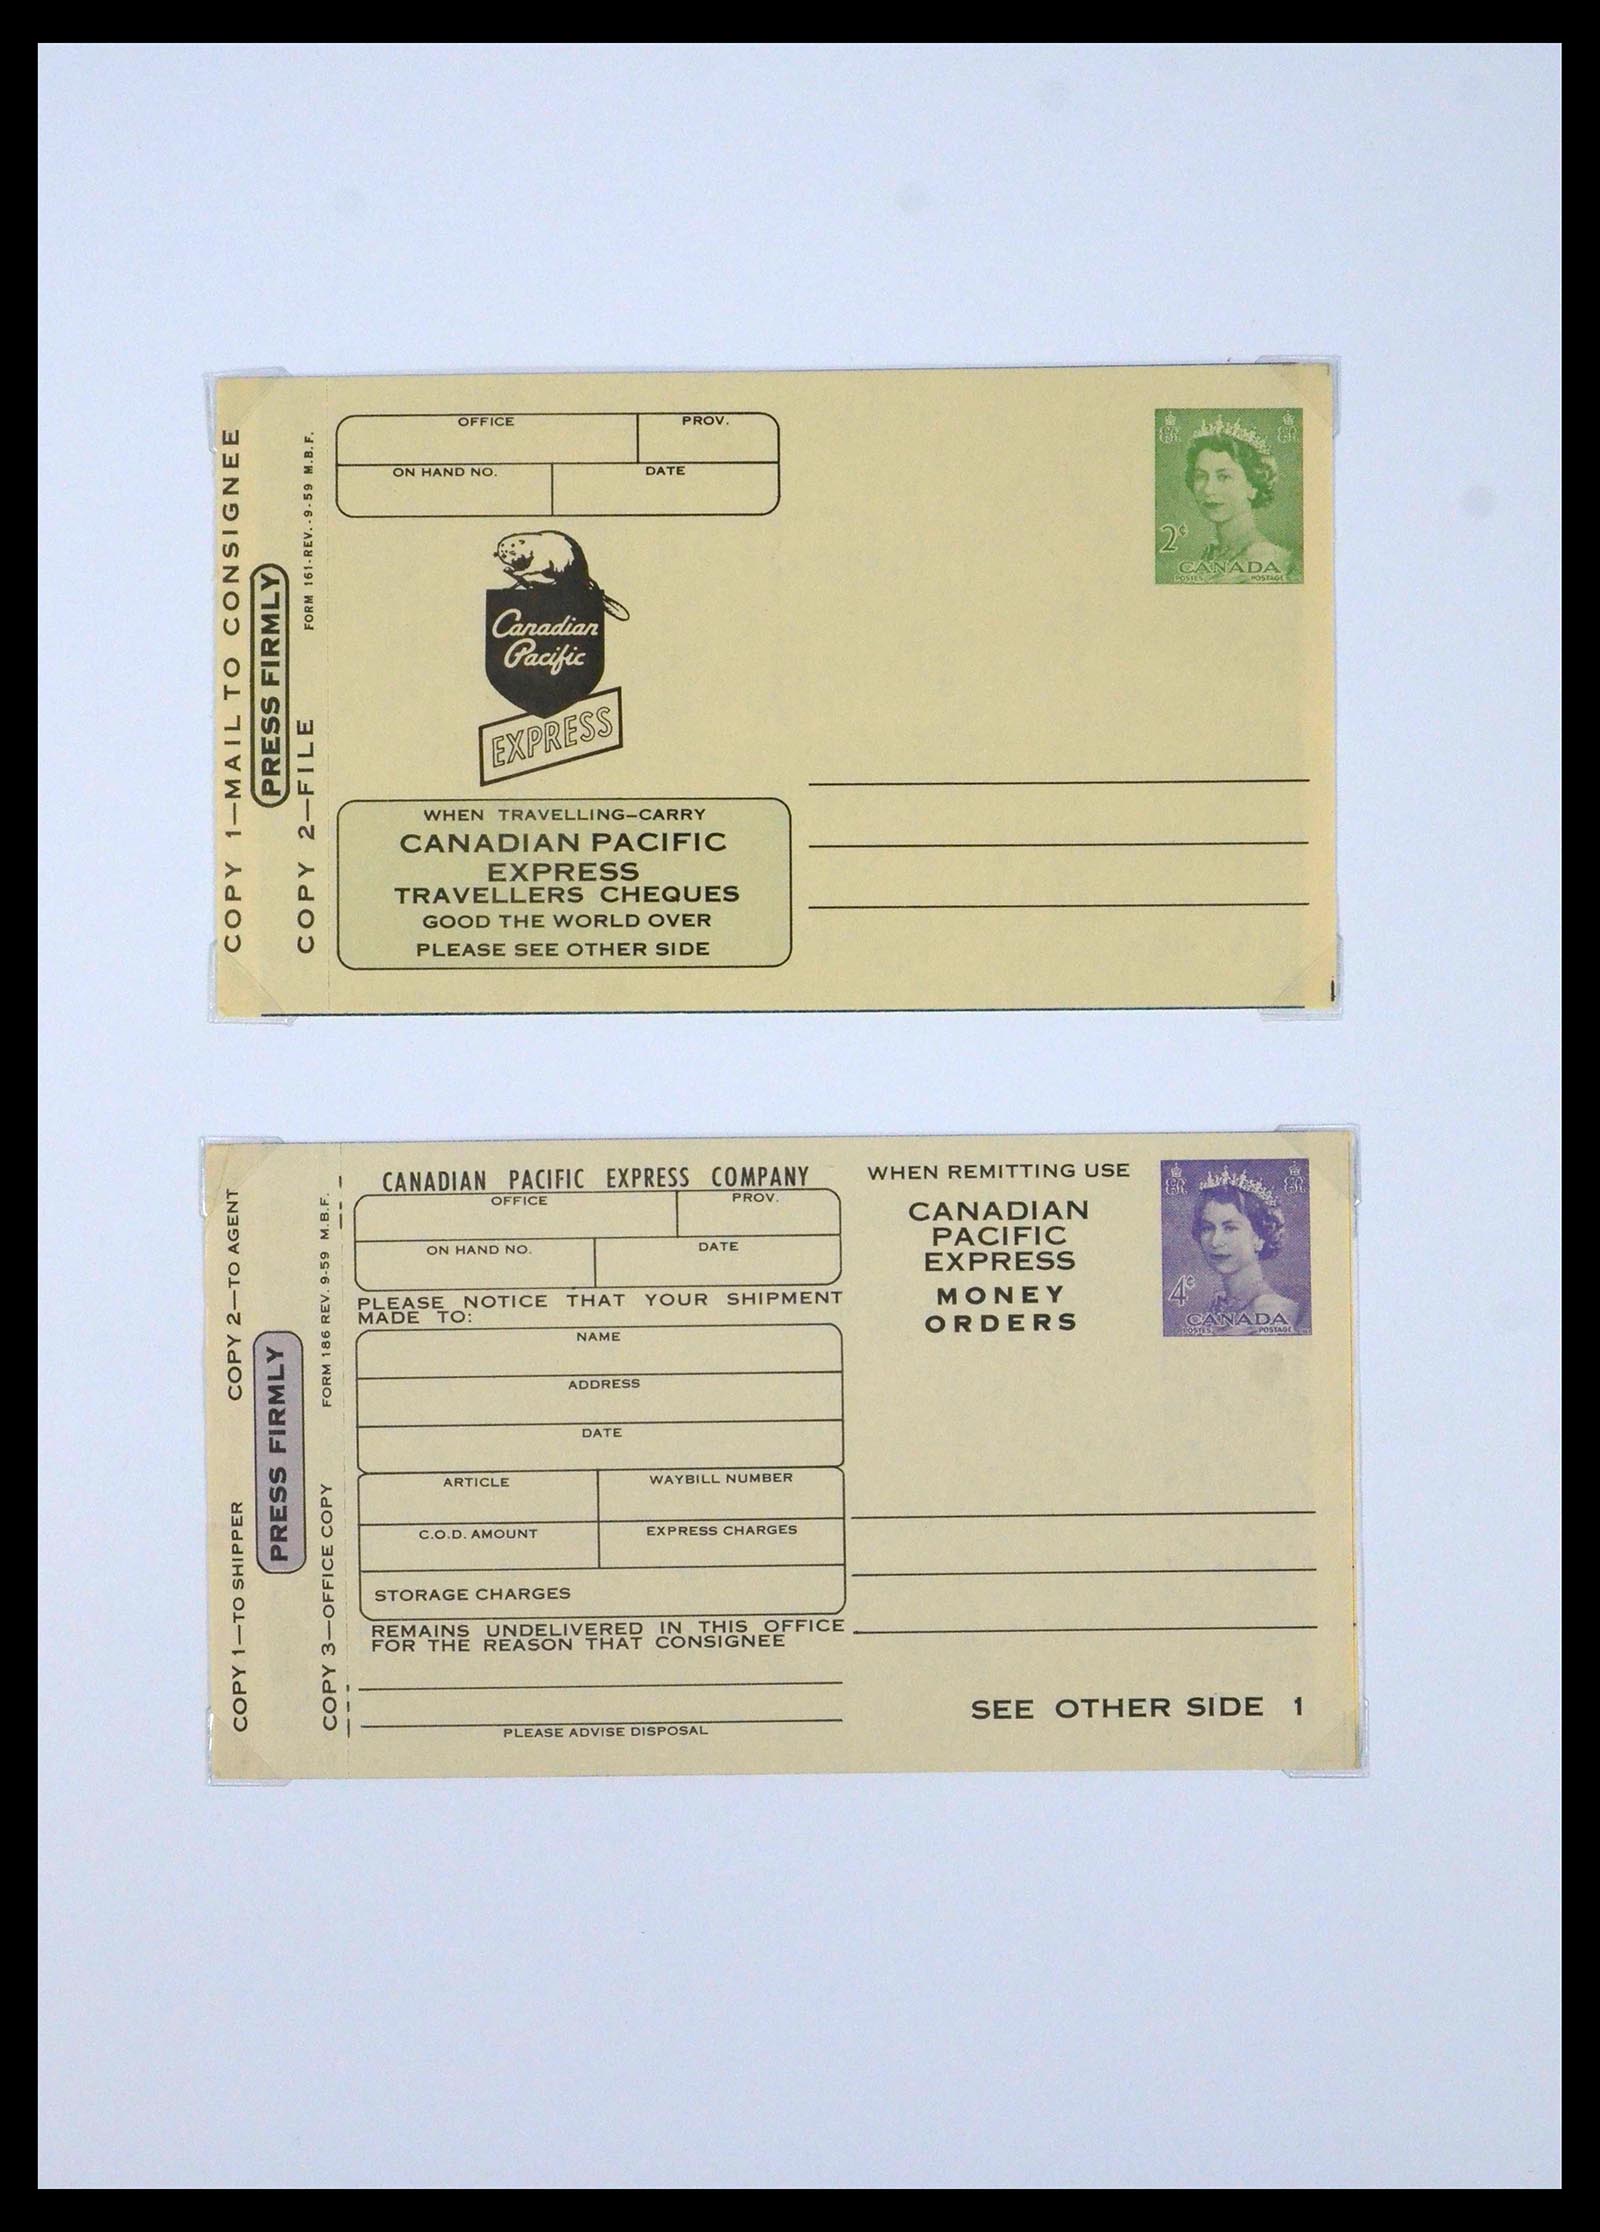 COPY 1—MAIL TO CONSIGNEE
PRESS FIRMLY
COPY 2—FILE
FORM 161-REV.-9-59 M.B.F.
OFFICE PROV.
ON HAND NO. DATE
Canadian
Pacific
EXPRESS
WHEN TRAVELLING—CARRY
CANADIAN PACIFIC
EXPRESS
TRAVELLERS CHEQUES
GOOD THE WORLD OVER
PLEASE SEE OTHER SIDE
2¢
CANADA
POSTES POSTAGE
COPY 1—TO SHIPPER COPY 2—TO AGENT
PRESS FIRMLY
COPY 3—OFFICE COPY FORM 186 REV. 9-59 M.B.F.
CANADIAN PACIFIC EXPRESS COMPANY
OFFICE PROV.
ON HAND NO. DATE
PLEASE NOTICE THAT YOUR SHIPMENT
MADE TO:
NAME
ADDRESS
DATE
ARTICLE WAYBILL NUMBER
C.O.D. AMOUNT EXPRESS CHARGES
STORAGE CHARGES
REMAINS UNDELIVERED IN THIS OFFICE
FOR THE REASON THAT CONSIGNEE
PLEASE ADVISE DISPOSAL
WHEN REMITTING USE
CANADIAN
PACIFIC
EXPRESS
MONEY
ORDERS
4¢
CANADA
POSTES POSTAGE
SEE OTHER SIDE 1